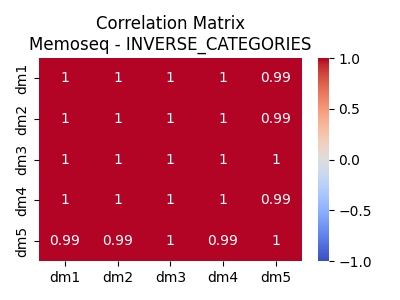 Correlation Matrix
Memoseq - INVERSE_CATEGORIES
dm1 1 1 1 1 0.99
dm2 1 1 1 1 0.99
dm3 1 1 1 1 1
dm4 1 1 1 1 0.99
dm5 0.99 0.99 1 0.99 1
dm1 dm2 dm3 dm4 dm5
1.0
0.5
0.0
−0.5
−1.0